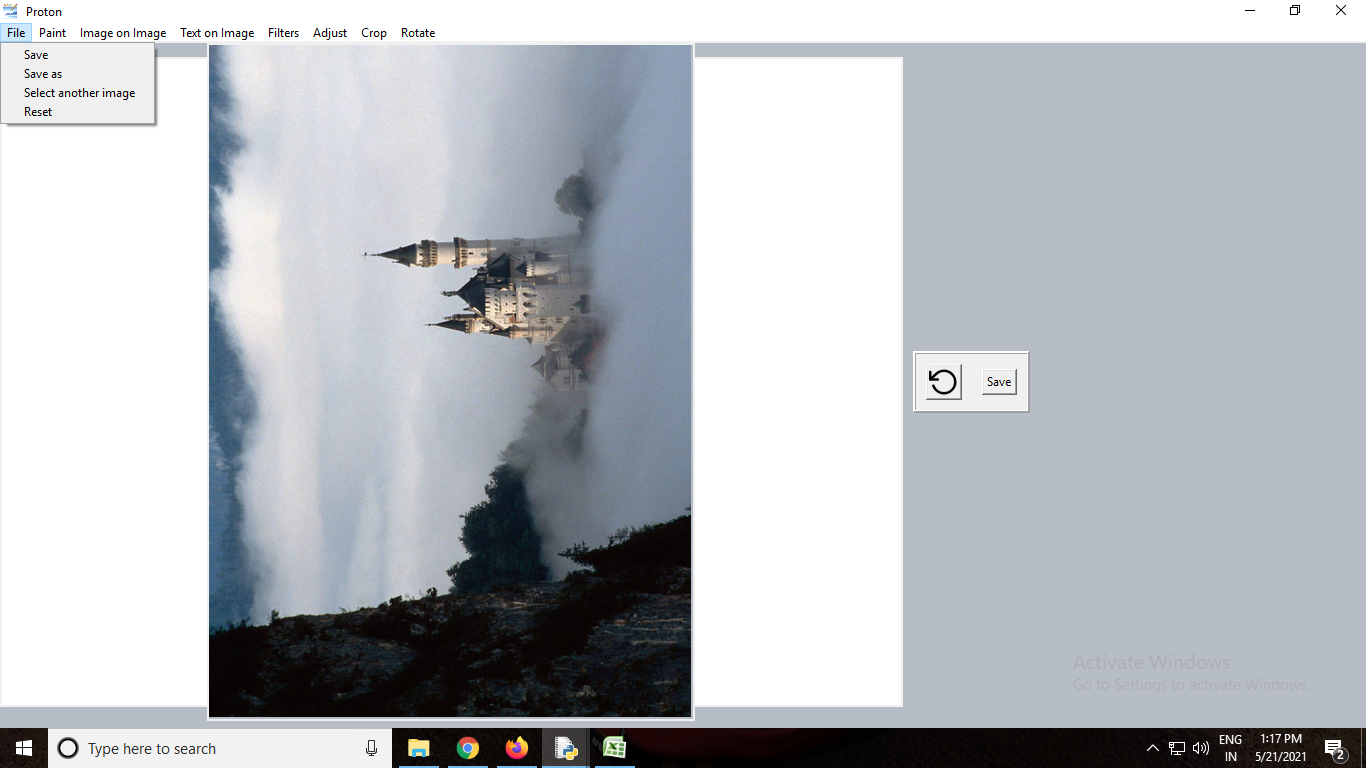 Proton
File Paint Image on Image Text on Image Filters Adjust Crop Rotate
Save
Save as
Select another image
Reset
Save
Activate Windows
Go to Settings to activate Windows.
Type here to search
ENG
IN
1:17 PM
5/21/2021
2